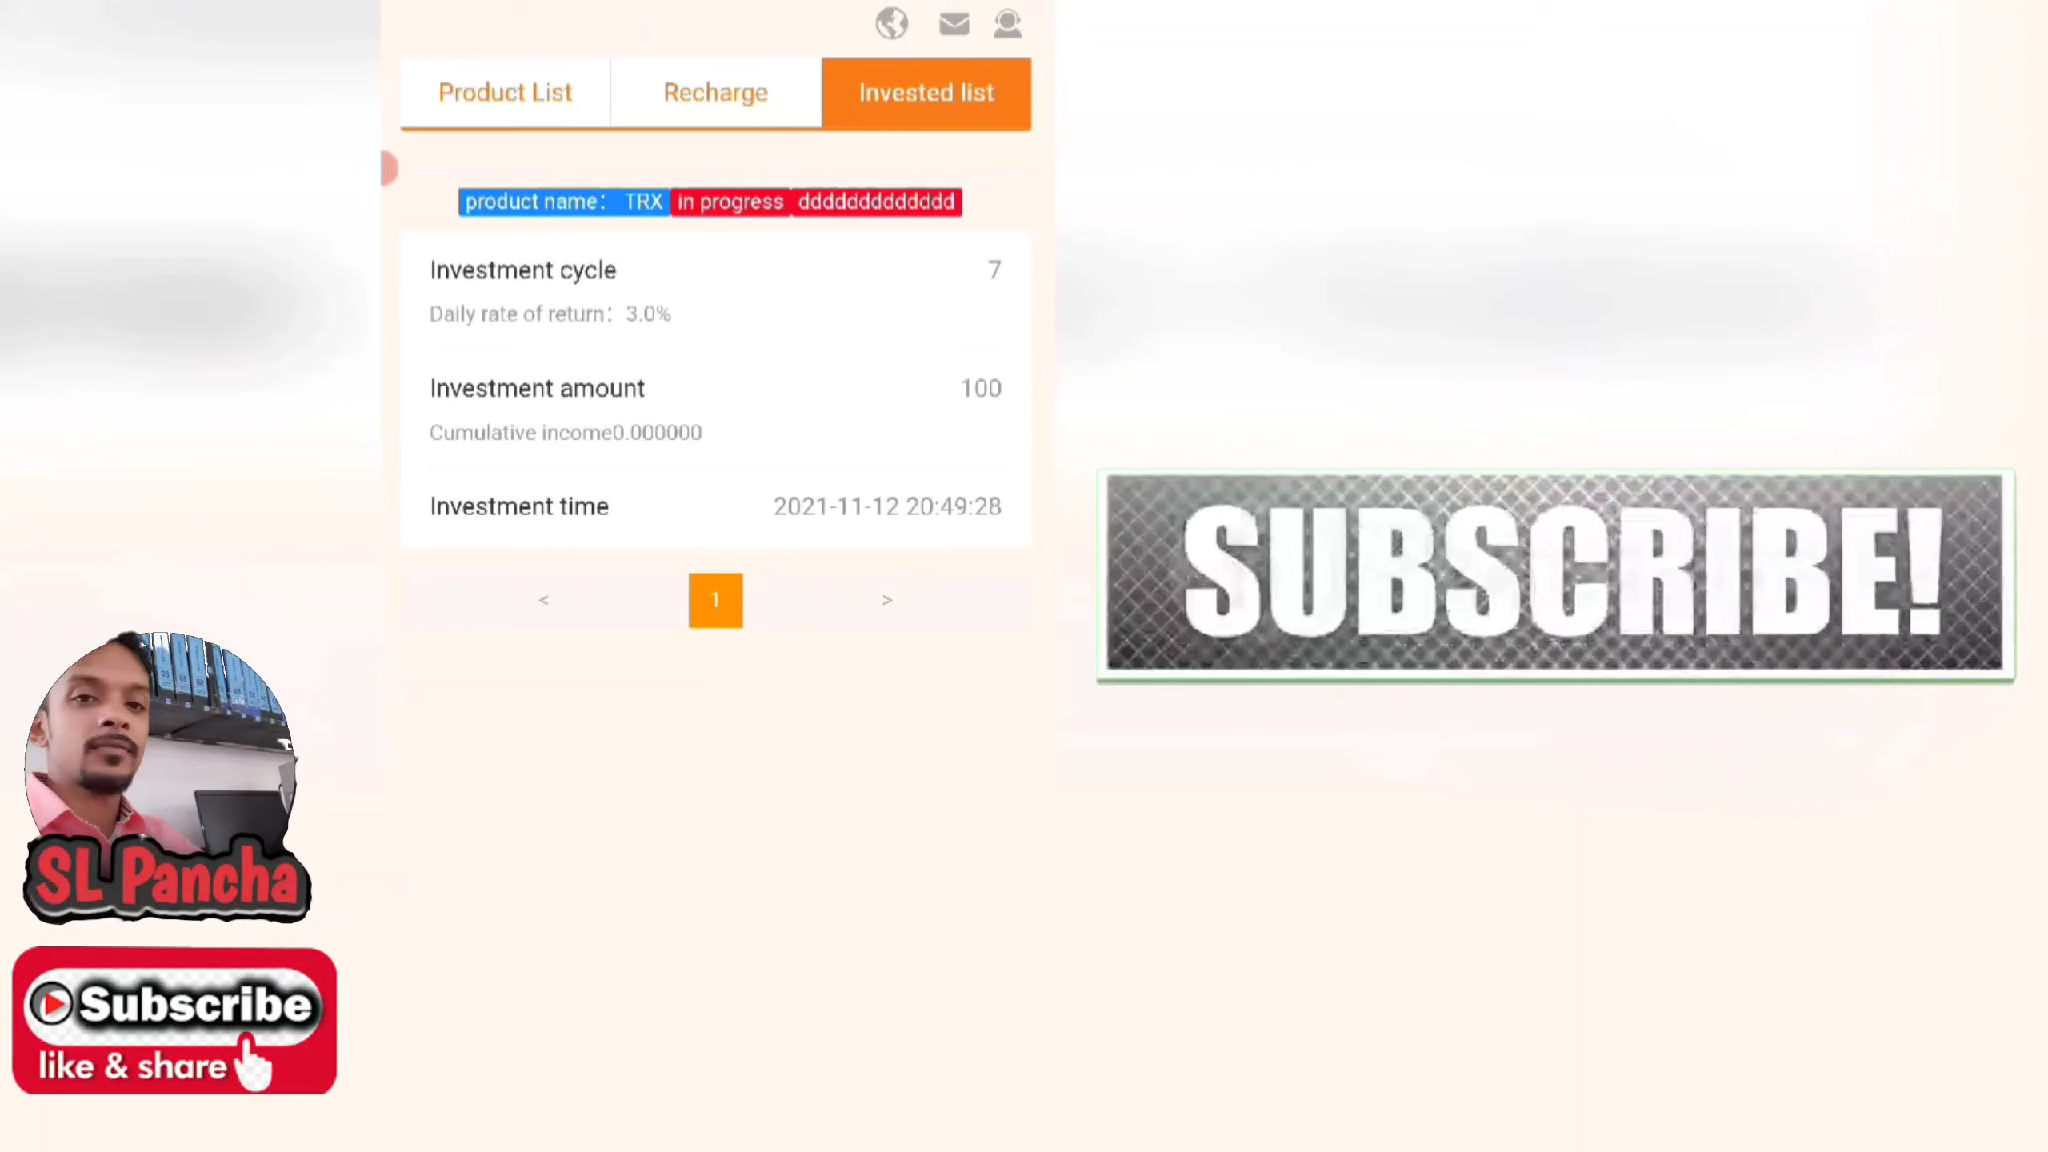 Product List
Recharge
Invested list
product name： TRX in progress ddddddddddddd
Investment cycle 7
Daily rate of return：3.0%
Investment amount 100
Cumulative income0.000000
Investment time 2021-11-12 20:49:28
< 1 >
SUBSCRIBE!
SL Pancha
Subscribe
like & share